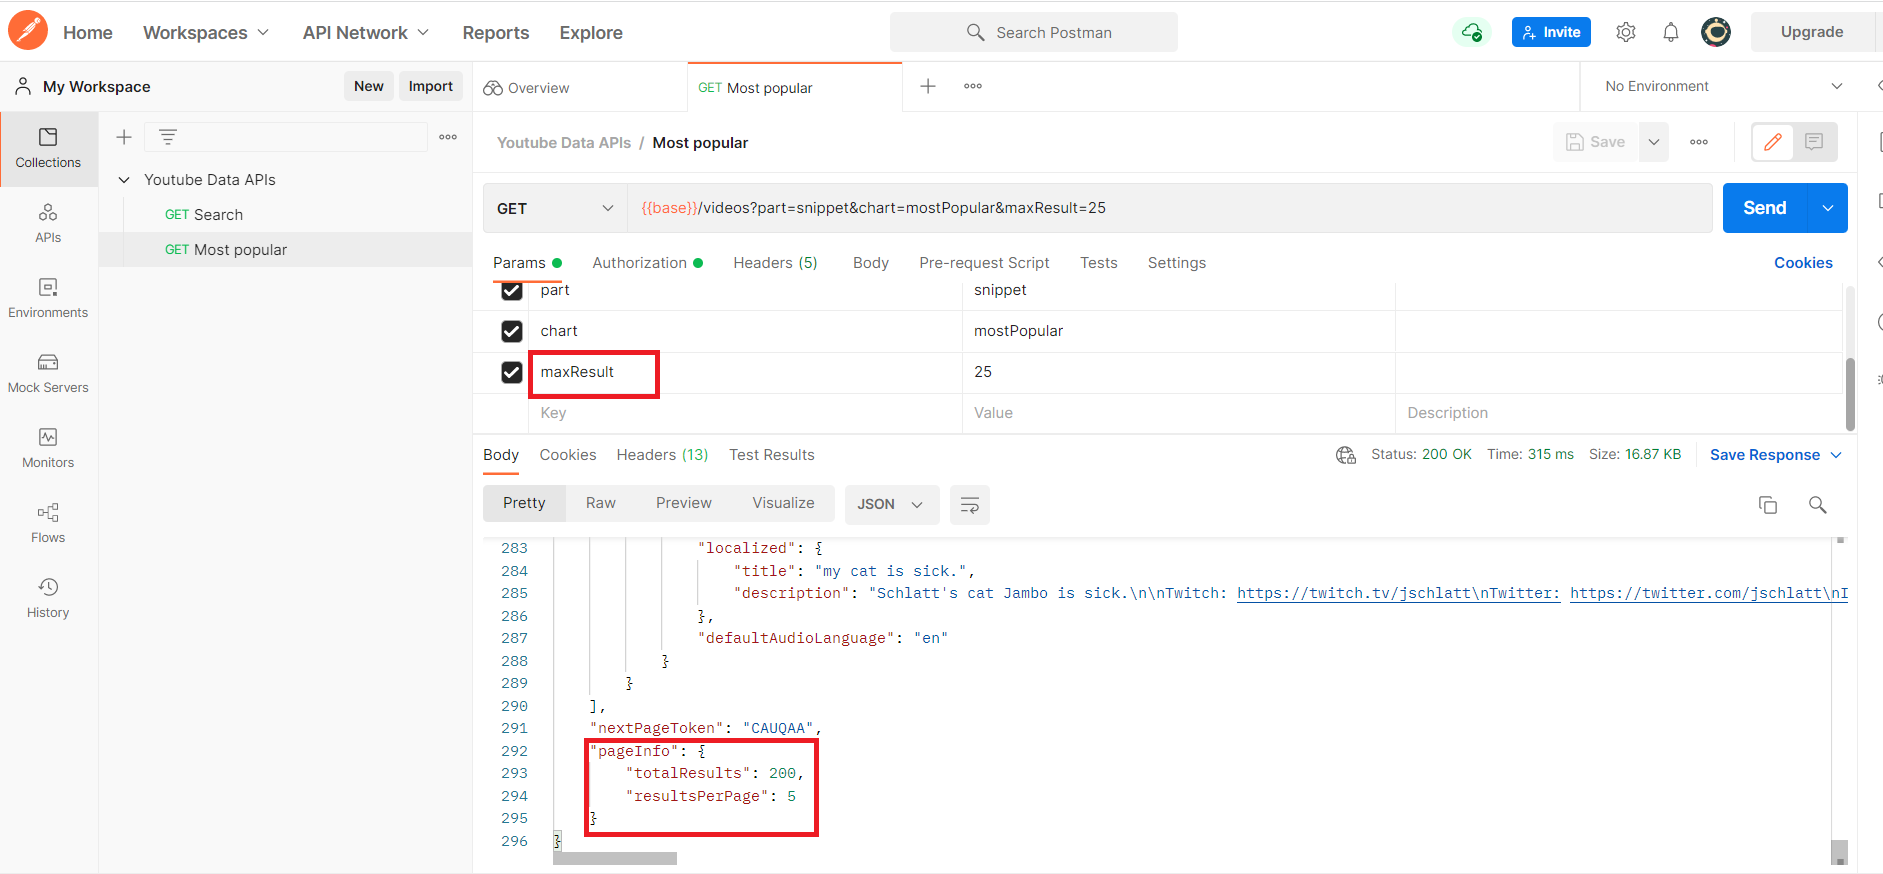 Home Workspaces API Network Reports Explore Search Postman Invite Upgrade
My Workspace New Import Overview GET Most popular No Environment
Collections
APIs
Environments
Mock Servers
Monitors
Flows
History
Youtube Data APIs
GET Search
GET Most popular
Youtube Data APIs / Most popular Save
GET {{base}}/videos?part=snippet&chart=mostPopular&maxResult=25 Send
Params Authorization Headers (5) Body Pre-request Script Tests Settings Cookies
part snippet
chart mostPopular
maxResult 25
Key Value Description
Body Cookies Headers (13) Test Results Status: 200 OK Time: 315 ms Size: 16.87 KB Save Response
Pretty Raw Preview Visualize JSON
283 "localized": {
284 "title": "my cat is sick.",
285 "description": "Schlatt's cat Jambo is sick.\n\nTwitch: https://twitch.tv/jschlatt\nTwitter: https://twitter.com/jschlatt\nI
286 },
287 "defaultAudioLanguage": "en"
288 }
289 }
290 ],
291 "nextPageToken": "CAUQAA",
292 "pageInfo": {
293 "totalResults": 200,
294 "resultsPerPage": 5
295 }
296 }